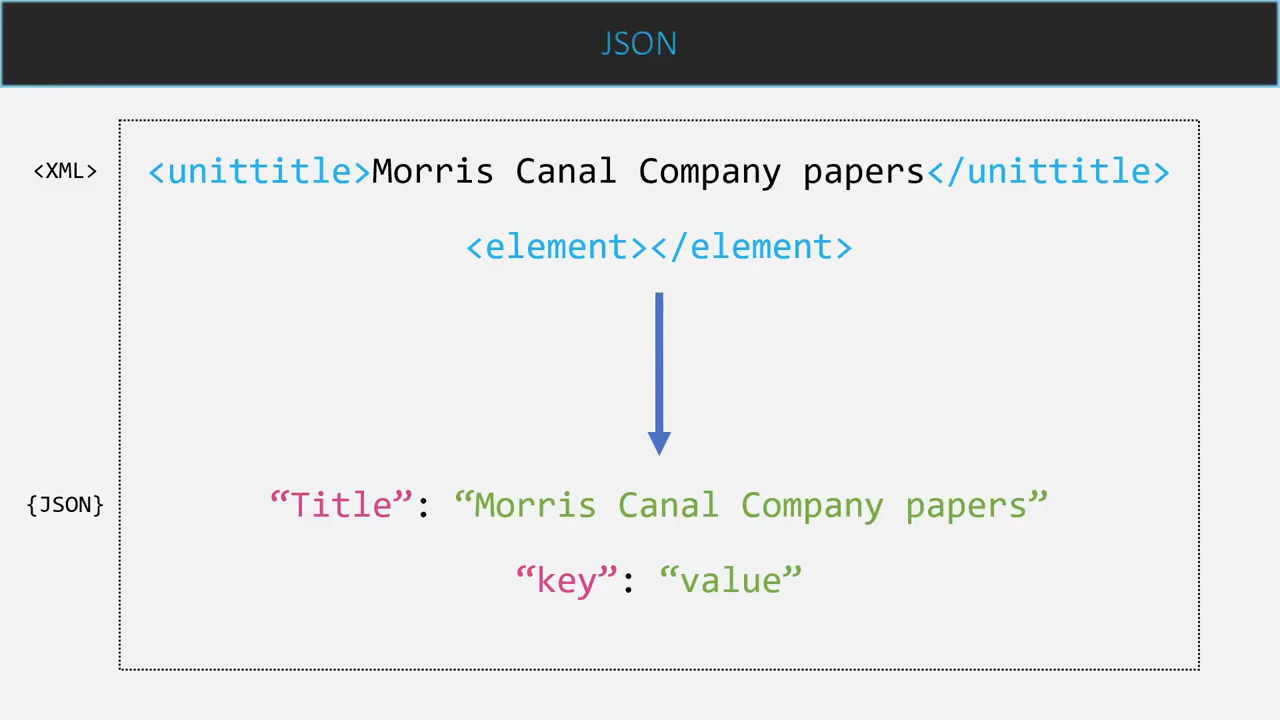 JSON
<XML> <unittitle>Morris Canal Company papers</unittitle>
<element></element>
{JSON} “Title”: “Morris Canal Company papers”
“key”: “value”